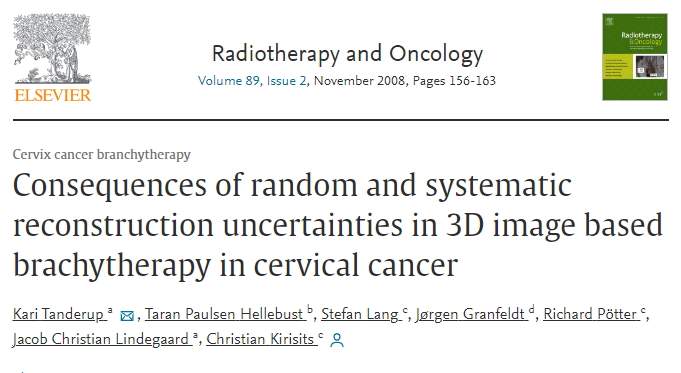 Radiotherapy and Oncology
Volume 89, Issue 2, November 2008, Pages 156-163
ELSEVIER
Radiotherapy
&Oncology
Cervix cancer branchytherapy
Consequences of random and systematic
reconstruction uncertainties in 3D image based
brachytherapy in cervical cancer
Kari Tanderup a, Taran Paulsen Hellebust b, Stefan Lang c, Jørgen Granfeldt d, Richard Pötter c,
Jacob Christian Lindegaard a, Christian Kirisits c